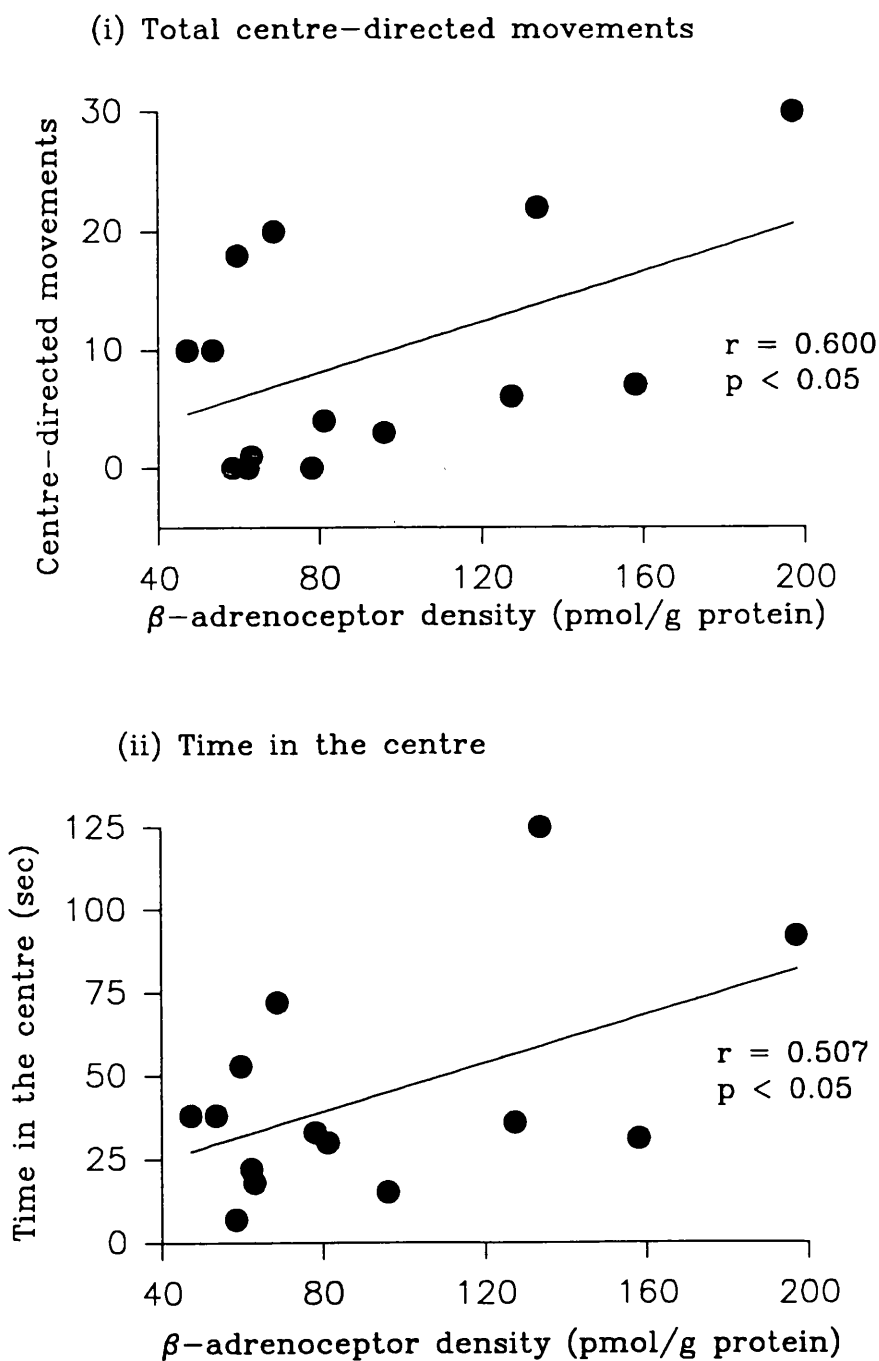 (i) Total centre-directed movements
30
20
10
0
Centre-directed movements
r = 0.600
p < 0.05
40 80 120 160 200
β-adrenoceptor density (pmol/g protein)
(ii) Time in the centre
125
100
75
50
25
0
Time in the centre (sec)
r = 0.507
p < 0.05
40 80 120 160 200
β-adrenoceptor density (pmol/g protein)